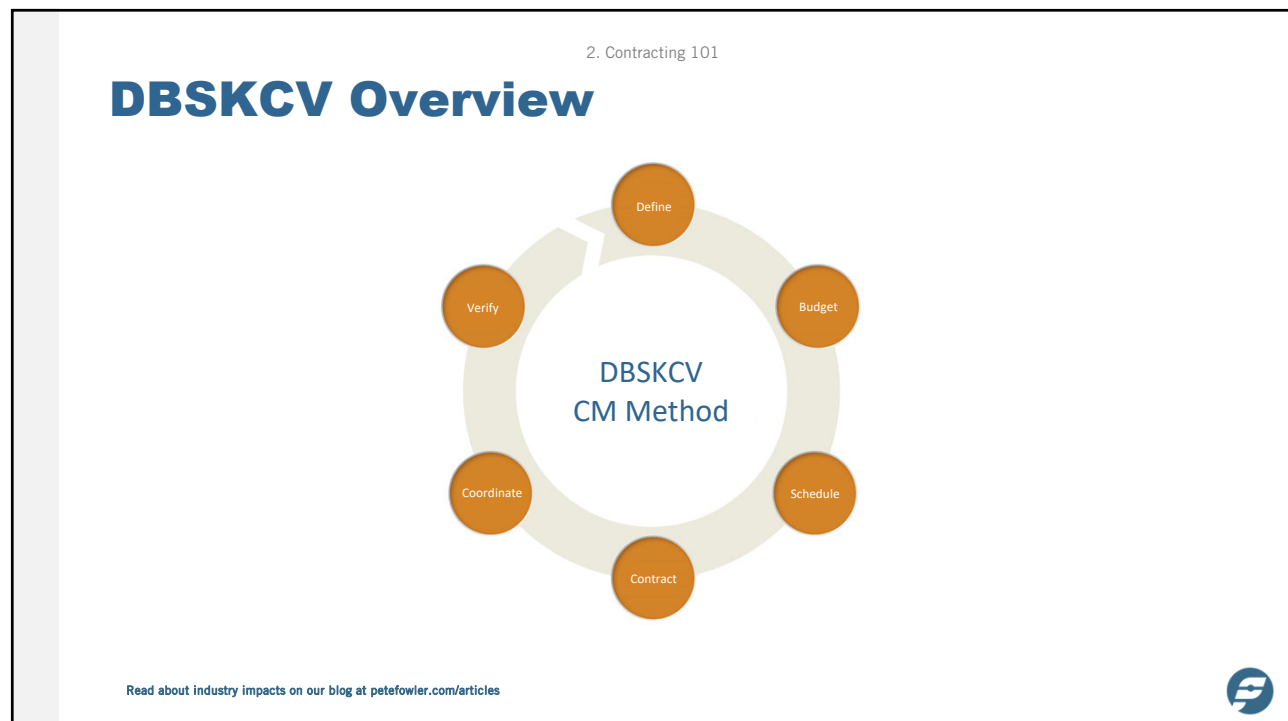 2. Contracting 101
DBSKCV Overview
Define
Budget
Schedule
Contract
Coordinate
Verify
DBSKCV
CM Method
Read about industry impacts on our blog at petefowler.com/articles